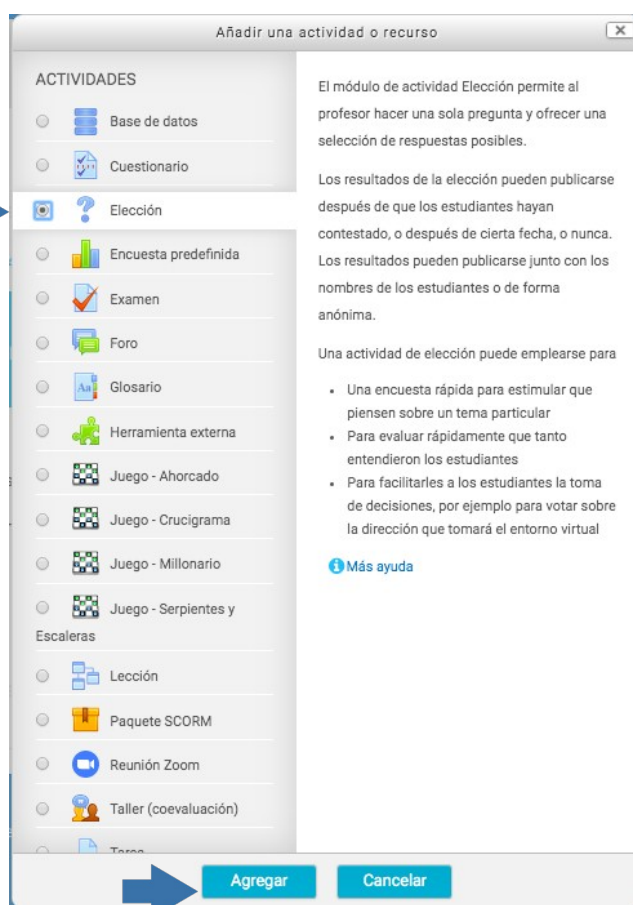 Añadir una actividad o recurso
ACTIVIDADES
Base de datos
Cuestionario
Elección
Encuesta predefinida
Examen
Foro
Glosario
Herramienta externa
Juego - Ahorcado
Juego - Crucigrama
Juego - Millonario
Juego - Serpientes y
Escaleras
Lección
Paquete SCORM
Reunión Zoom
Taller (coevaluación)
Tarea
El módulo de actividad Elección permite al
profesor hacer una sola pregunta y ofrecer una
selección de respuestas posibles.
Los resultados de la elección pueden publicarse
después de que los estudiantes hayan
contestado, o después de cierta fecha, o nunca.
Los resultados pueden publicarse junto con los
nombres de los estudiantes o de forma
anónima.
Una actividad de elección puede emplearse para
• Una encuesta rápida para estimular que
piensen sobre un tema particular
• Para evaluar rápidamente que tanto
entendieron los estudiantes
• Para facilitarles a los estudiantes la toma
de decisiones, por ejemplo para votar sobre
la dirección que tomará el entorno virtual
Más ayuda
Agregar
Cancelar